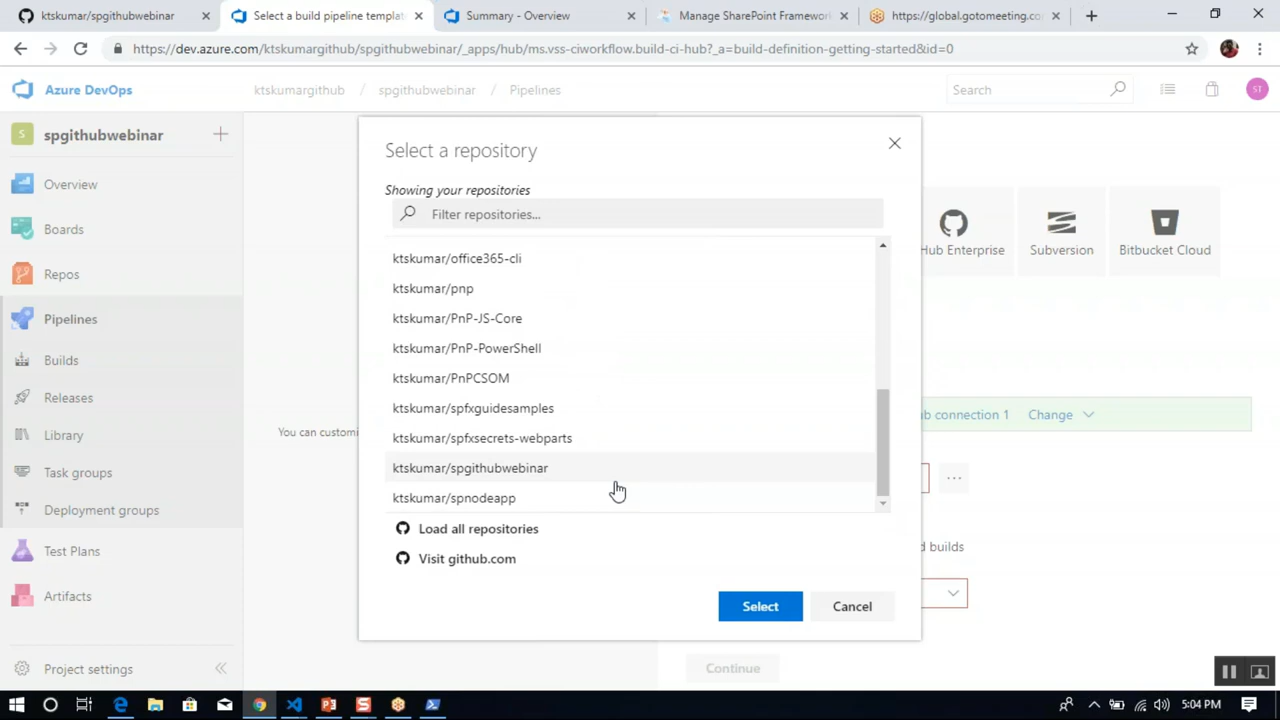 ktskumar/spgithubwebinar
Select a build pipeline templat
Summary - Overview
Manage SharePoint Framework
https://global.gotomeeting.co
https://dev.azure.com/ktskumargithub/spgithubwebinar/_apps/hub/ms.vss-ciworkflow.build-ci-hub?_a=build-definition-getting-started&id=0
Azure DevOps
ktskumargithub / spgithubwebinar / Pipelines
Search
ST
S
spgithubwebinar
Overview
Boards
Repos
Pipelines
Builds
Releases
Library
Task groups
Deployment groups
Test Plans
Artifacts
Project settings
You can customi
Select a repository
Showing your repositories
Filter repositories...
ktskumar/office365-cli
ktskumar/pnp
ktskumar/PnP-JS-Core
ktskumar/PnP-PowerShell
ktskumar/PnPCSOM
ktskumar/spfxguidesamples
ktskumar/spfxsecrets-webparts
ktskumar/spgithubwebinar
ktskumar/spnodeapp
Load all repositories
Visit github.com
Select
Cancel
Hub Enterprise
Subversion
Bitbucket Cloud
ub connection 1
Change
...
d builds
Continue
5:04 PM